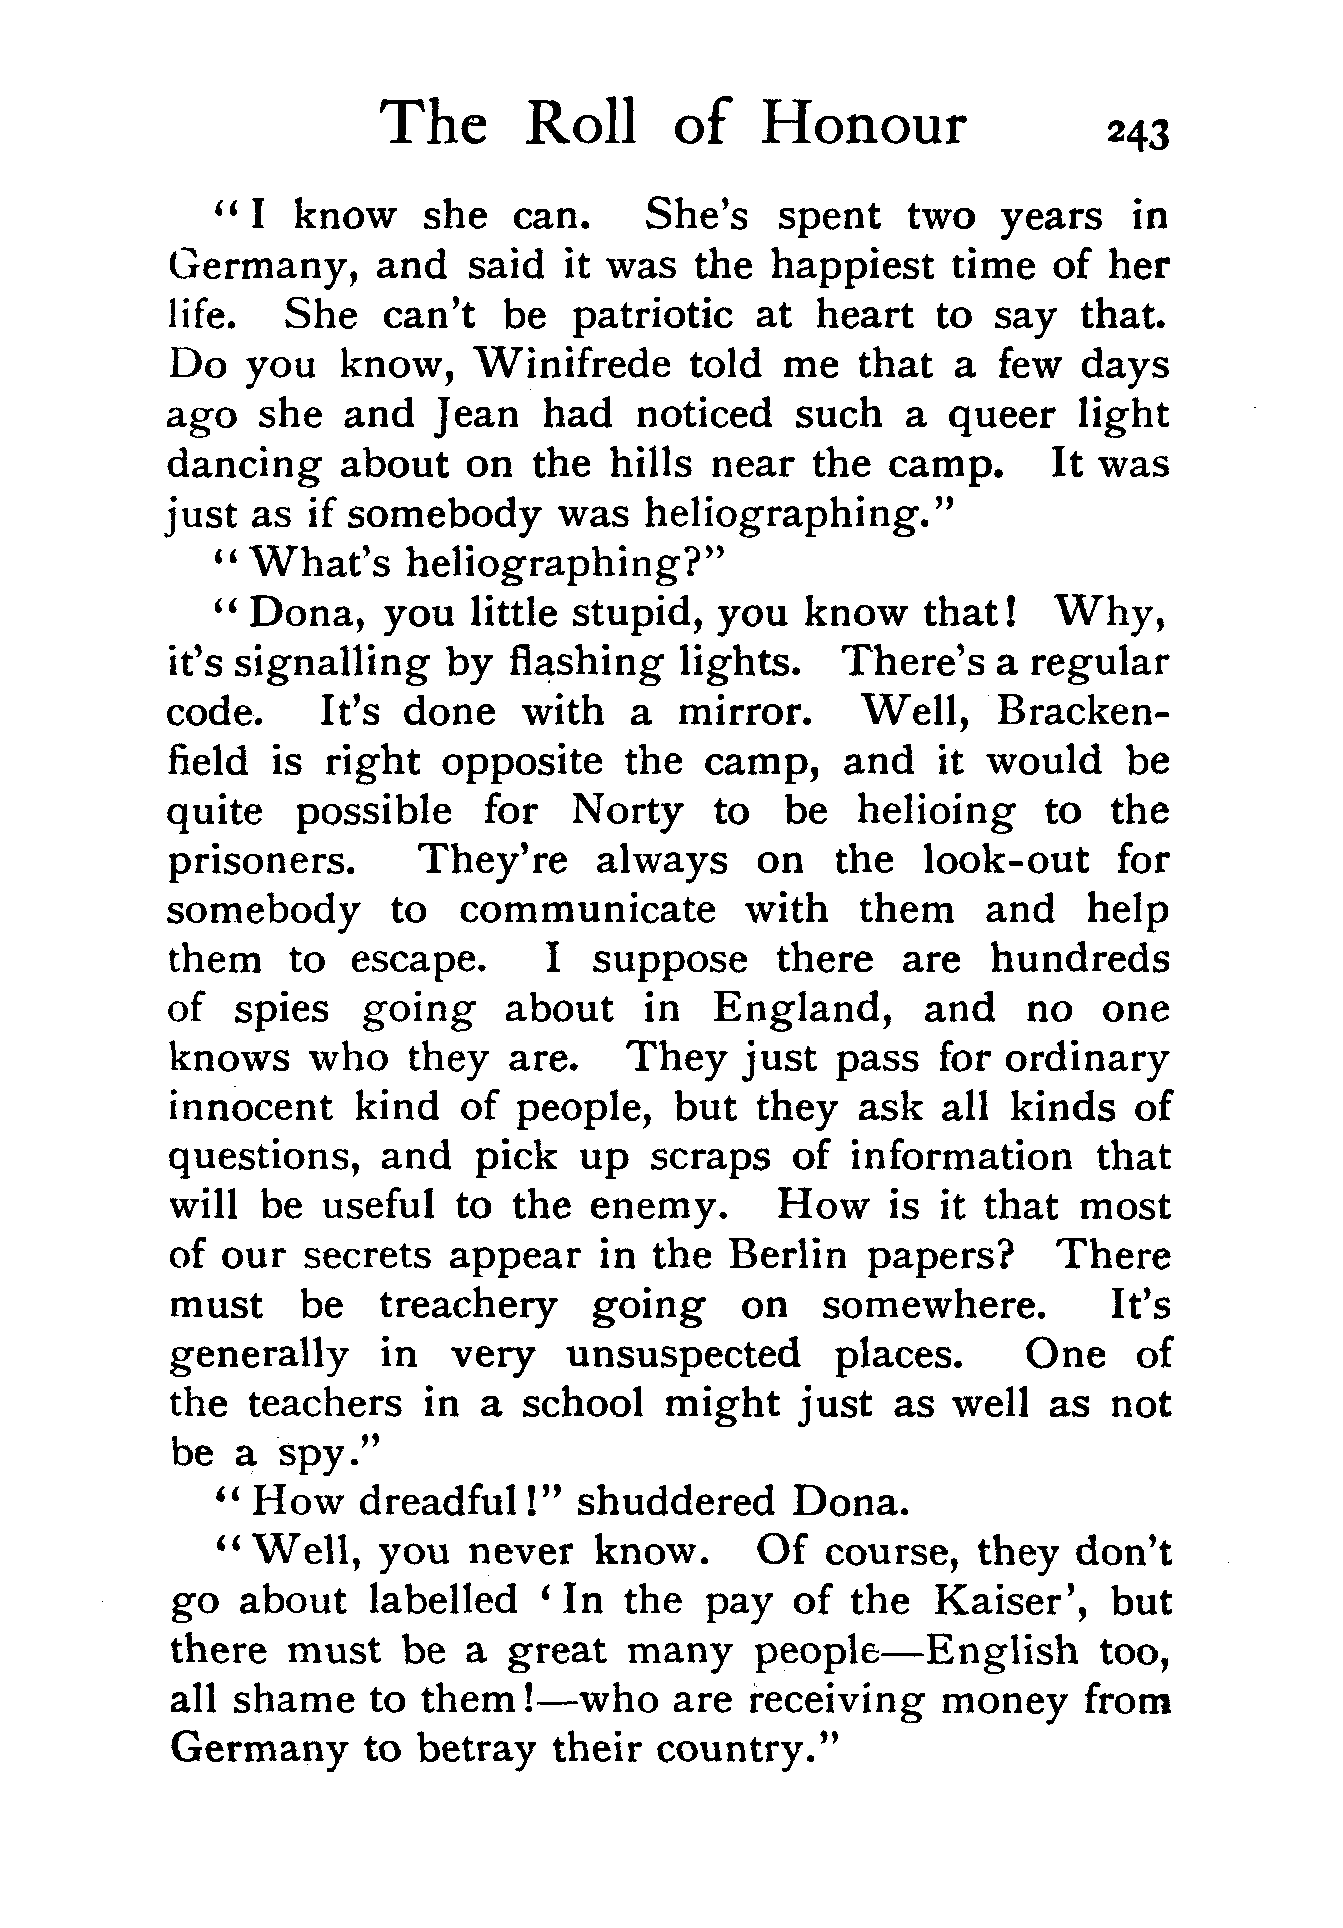 The Roll of Honour 243
“ I know she can. She’s spent two years in
Germany, and said it was the happiest time of her
life. She can’t be patriotic at heart to say that.
Do you know, Winifrede told me that a few days
ago she and Jean had noticed such a queer light
dancing about on the hills near the camp. It was
just as if somebody was heliographing.”
“ What’s heliographing?”
“ Dona, you little stupid, you know that! Why,
it’s signalling by flashing lights. There’s a regular
code. It’s done with a mirror. Well, Bracken-
field is right opposite the camp, and it would be
quite possible for Norty to be helioing to the
prisoners. They’re always on the look-out for
somebody to communicate with them and help
them to escape. I suppose there are hundreds
of spies going about in England, and no one
knows who they are. They just pass for ordinary
innocent kind of people, but they ask all kinds of
questions, and pick up scraps of information that
will be useful to the enemy. How is it that most
of our secrets appear in the Berlin papers? There
must be treachery going on somewhere. It’s
generally in very unsuspected places. One of
the teachers in a school might just as well as not
be a spy.”
“ How dreadful!” shuddered Dona.
“ Well, you never know. Of course, they don’t
go about labelled ‘ In the pay of the Kaiser’, but
there must be a great many people—English too,
all shame to them!—who are receiving money from
Germany to betray their country.”